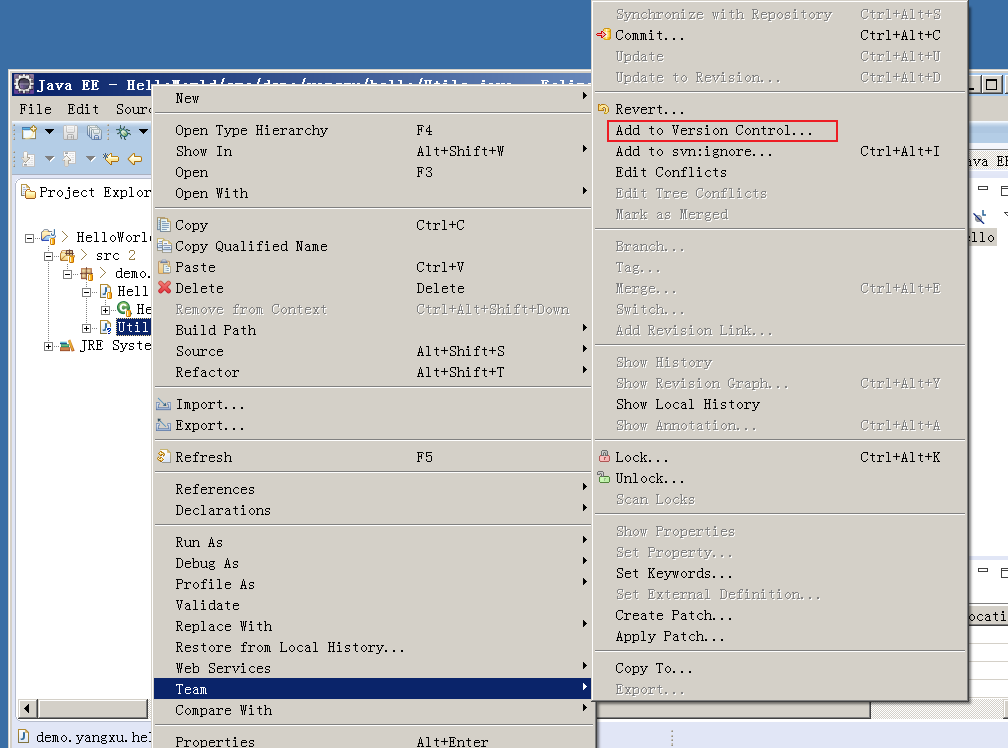 Java EE - HelloWorld/src/demo/yangxu/hello/Utils.java - Eclip
File Edit Sour
Project Explor
HelloWorl
src 2
demo.
Hell
He
Util
JRE Syste
demo.yangxu.hel
New
Open Type Hierarchy F4
Show In Alt+Shift+W
Open F3
Open With
Copy Ctrl+C
Copy Qualified Name
Paste Ctrl+V
Delete Delete
Remove from Context Ctrl+Alt+Shift+Down
Build Path
Source Alt+Shift+S
Refactor Alt+Shift+T
Import...
Export...
Refresh F5
References
Declarations
Run As
Debug As
Profile As
Validate
Replace With
Restore from Local History...
Web Services
Team
Compare With
Properties Alt+Enter
Synchronize with Repository Ctrl+Alt+S
Commit... Ctrl+Alt+C
Update Ctrl+Alt+U
Update to Revision... Ctrl+Alt+D
Revert...
Add to Version Control...
Add to svn:ignore... Ctrl+Alt+I
Edit Conflicts
Edit Tree Conflicts
Mark as Merged
Branch...
Tag...
Merge... Ctrl+Alt+E
Switch...
Add Revision Link...
Show History
Show Revision Graph... Ctrl+Alt+Y
Show Local History
Show Annotation... Ctrl+Alt+A
Lock... Ctrl+Alt+K
Unlock...
Scan Locks
Show Properties
Set Property...
Set Keywords...
Set External Definition...
Create Patch...
Apply Patch...
Copy To...
Export...
ava EE
llo
ocati